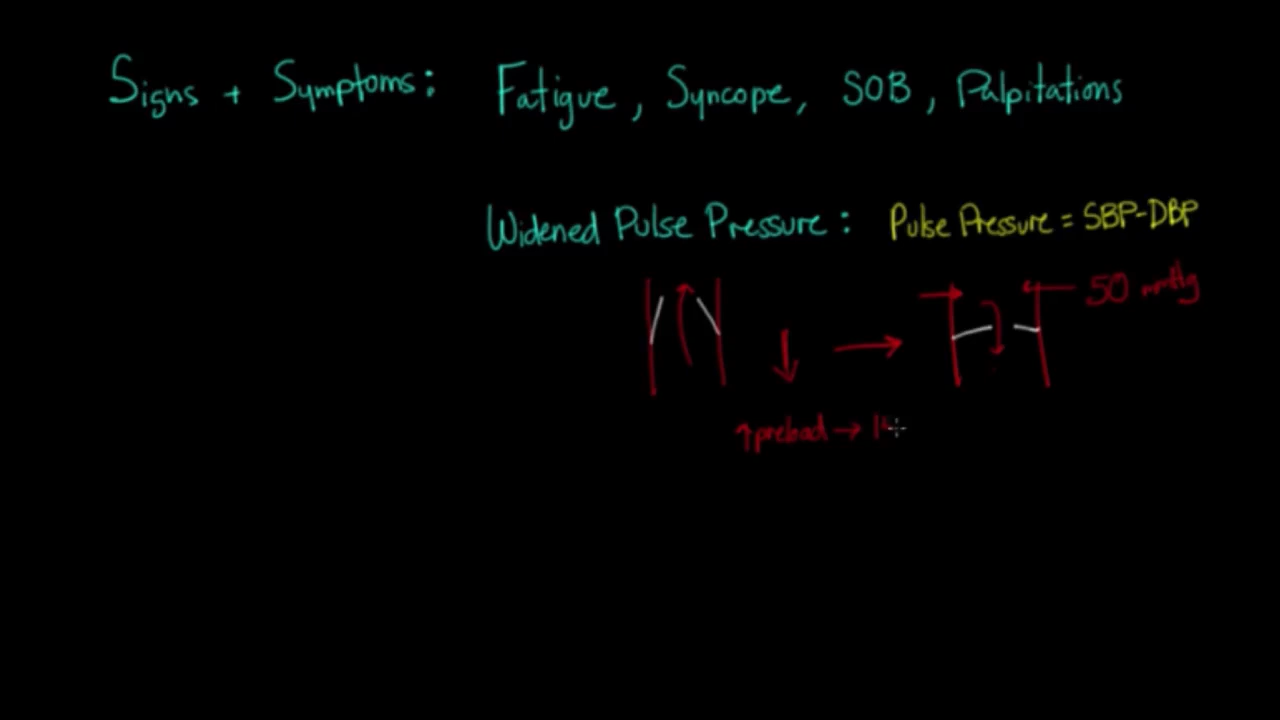 Signs + Symptoms: Fatigue, Syncope, SOB, Palpitations
Widened Pulse Pressure: Pulse Pressure = SBP-DBP
50 mmHg
↑preload →